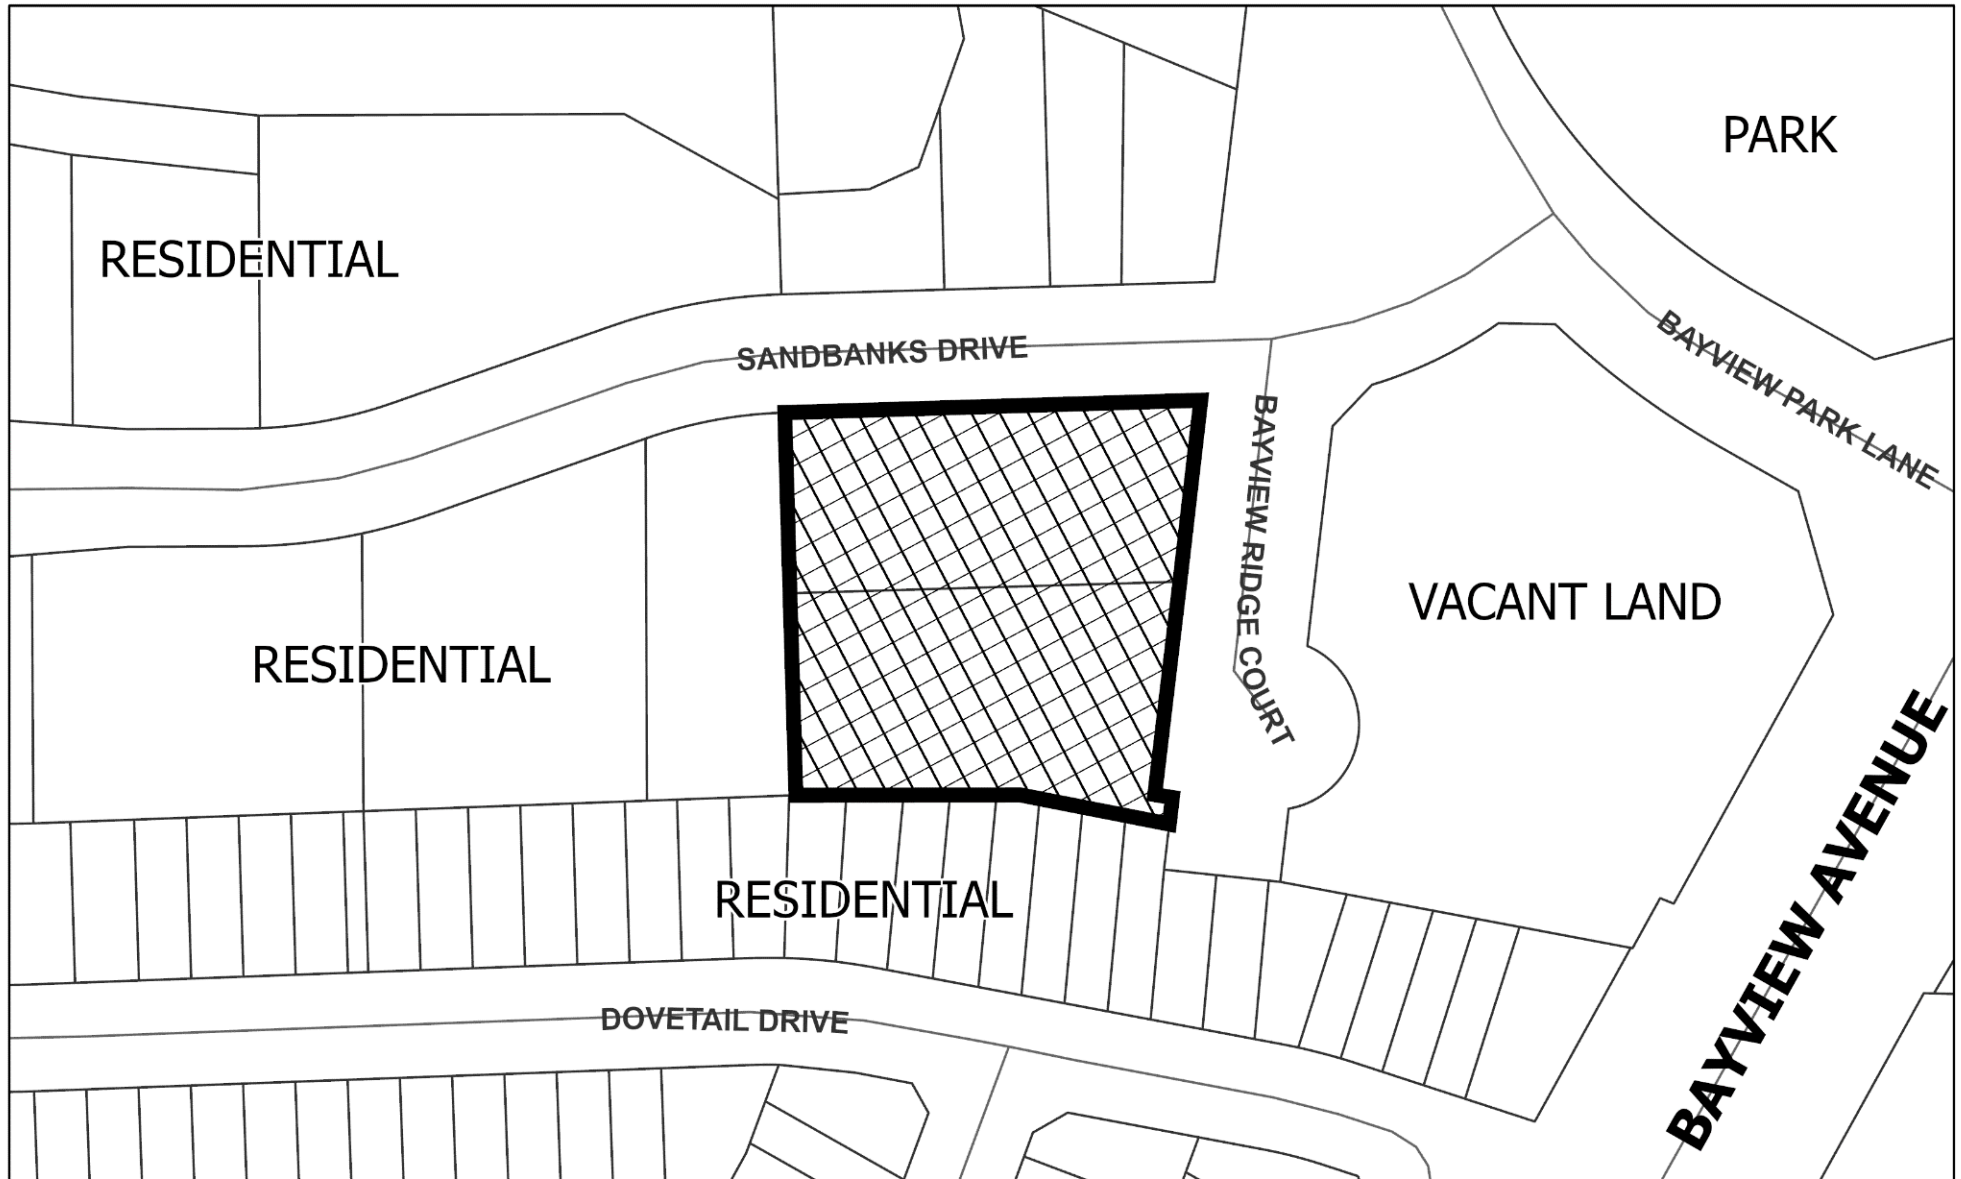 PARK
RESIDENTIAL
SANDBANKS DRIVE
BAYVIEW PARK LANE
BAYVIEW RIDGE COURT
VACANT LAND
RESIDENTIAL
BAYVIEW AVENUE
RESIDENTIAL
DOVETAIL DRIVE